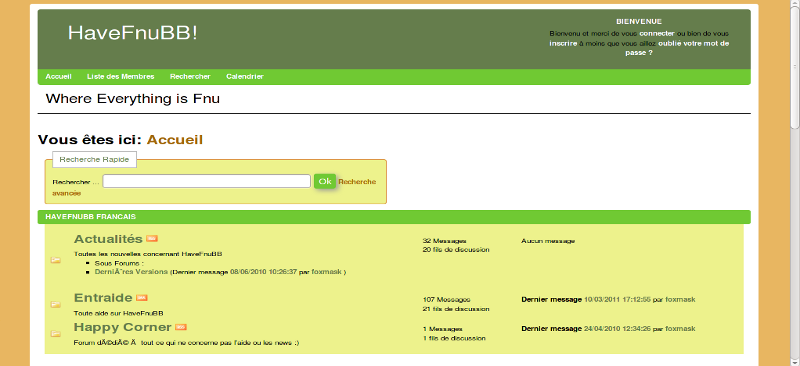 HaveFnuBB!
BIENVENUE
Bienvenu et merci de vous connecter ou bien de vous
inscrire à moins que vous alliez oublié votre mot de
passe ?
Accueil Liste des Membres Rechercher Calendrier
Where Everything is Fnu
Vous êtes ici: Accueil
Recherche Rapide
Rechercher ... Ok Recherche
avancée
HAVEFNUBB FRANCAIS
Actualités
32 Messages
20 fils de discussion
Aucun message
Toutes les nouvelles concernant HaveFnuBB
Sous Forums :
DerniÃ¨res Versions (Dernier message 08/06/2010 10:26:37 par foxmask )
Entraide
107 Messages
21 fils de discussion
Dernier message 10/03/2011 17:12:55 par foxmask
Toute aide sur HaveFnuBB
Happy Corner
1 Messages
1 fils de discussion
Dernier message 24/04/2010 12:34:26 par foxmask
Forum dÃ©diÃ© Ã  tout ce qui ne concerne pas l'aide ou les news :)